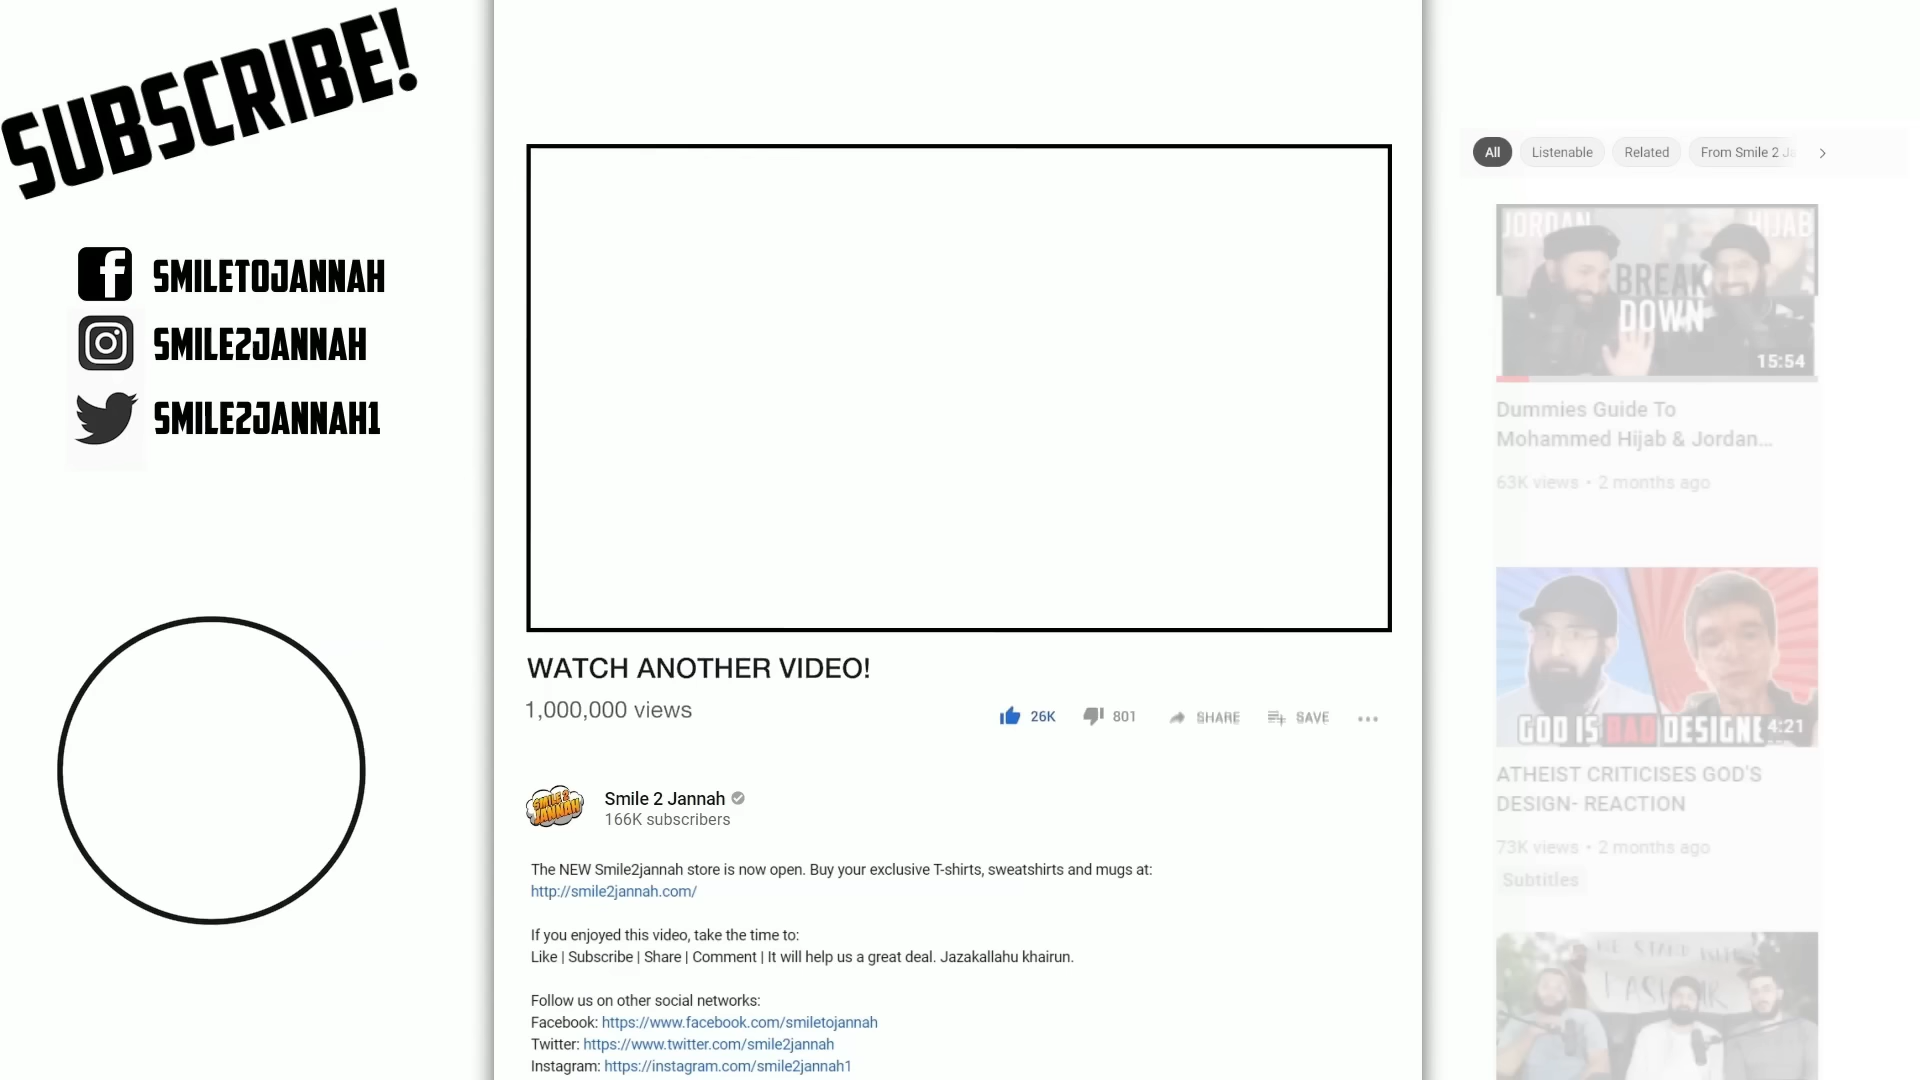 SUBSCRIBE!
SMILETOJANNAH
SMILE2JANNAH
SMILE2JANNAH1
WATCH ANOTHER VIDEO!
1,000,000 views
26K
801
SHARE
SAVE
SMILE 2
JANNAH
Smile 2 Jannah
166K subscribers
The NEW Smile2jannah store is now open. Buy your exclusive T-shirts, sweatshirts and mugs at:
http://smile2jannah.com/
If you enjoyed this video, take the time to:
Like | Subscribe | Share | Comment | It will help us a great deal. Jazakallahu khairun.
Follow us on other social networks:
Facebook: https://www.facebook.com/smiletojannah
Twitter: https://www.twitter.com/smile2jannah
Instagram: https://instagram.com/smile2jannah1
All
Listenable
Related
From Smile 2 Ja
JORDAN
HIJAB
BREAK
DOWN
15:54
Dummies Guide To
Mohammed Hijab & Jordan...
63K views • 2 months ago
GOD IS BAD DESIGNE
4:21
ATHEIST CRITICISES GOD'S
DESIGN- REACTION
73K views • 2 months ago
Subtitles